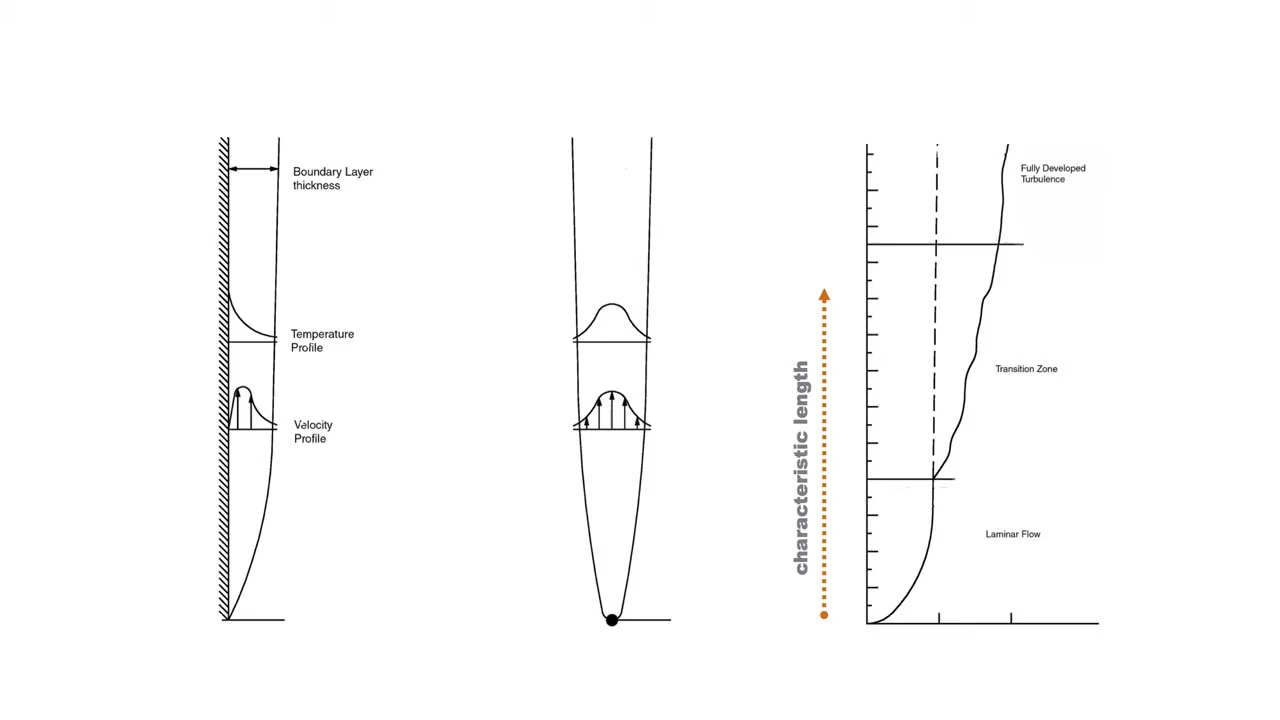 Boundary Layer
thickness
Temperature
Profile
Velocity
Profile
characteristic length
Fully Developed
Turbulence
Transition Zone
Laminar Flow